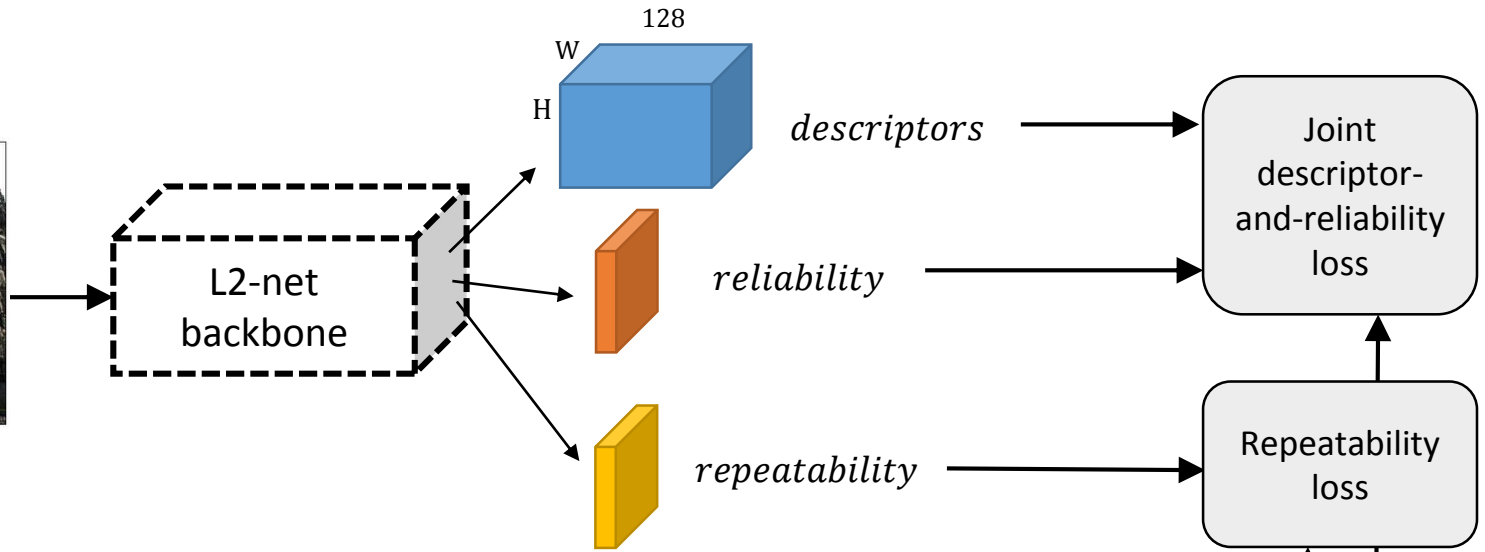 128
W
H
descriptors
Joint
descriptor-
and-reliability
loss
L2-net
backbone
reliability
Repeatability
loss
repeatability